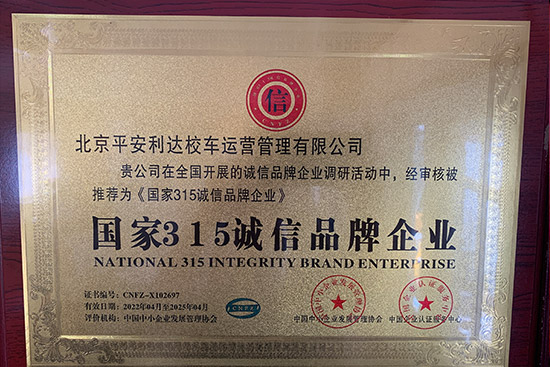 信
CNFZ
北京平安利达校车运营管理有限公司
贵公司在全国开展的诚信品牌企业调研活动中，经审核被
推荐为《国家315诚信品牌企业》
国家315诚信品牌企业
NATIONAL 315 INTEGRITY BRAND ENTERPRISE
证书编号：CNFZ-X102697
有效日期：2022年04月至2025年04月
评价机构：中国中小企业发展管理协会
CNPZ
中国中小企业发展管理协会
中国企业认证服务中心